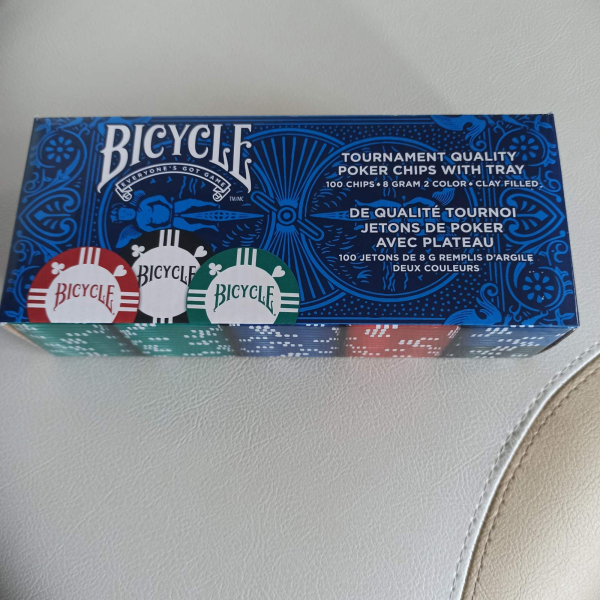 BICYCLE
EVERYONE'S GOT GAME
TM/MC
TOURNAMENT QUALITY
POKER CHIPS WITH TRAY
100 CHIPS • 8 GRAM 2 COLOR • CLAY FILLED
DE QUALITÉ TOURNOI
JETONS DE POKER
AVEC PLATEAU
100 JETONS DE 8 G REMPLIS D'ARGILE
DEUX COULEURS
BICYCLE
BICYCLE
BICYCLE